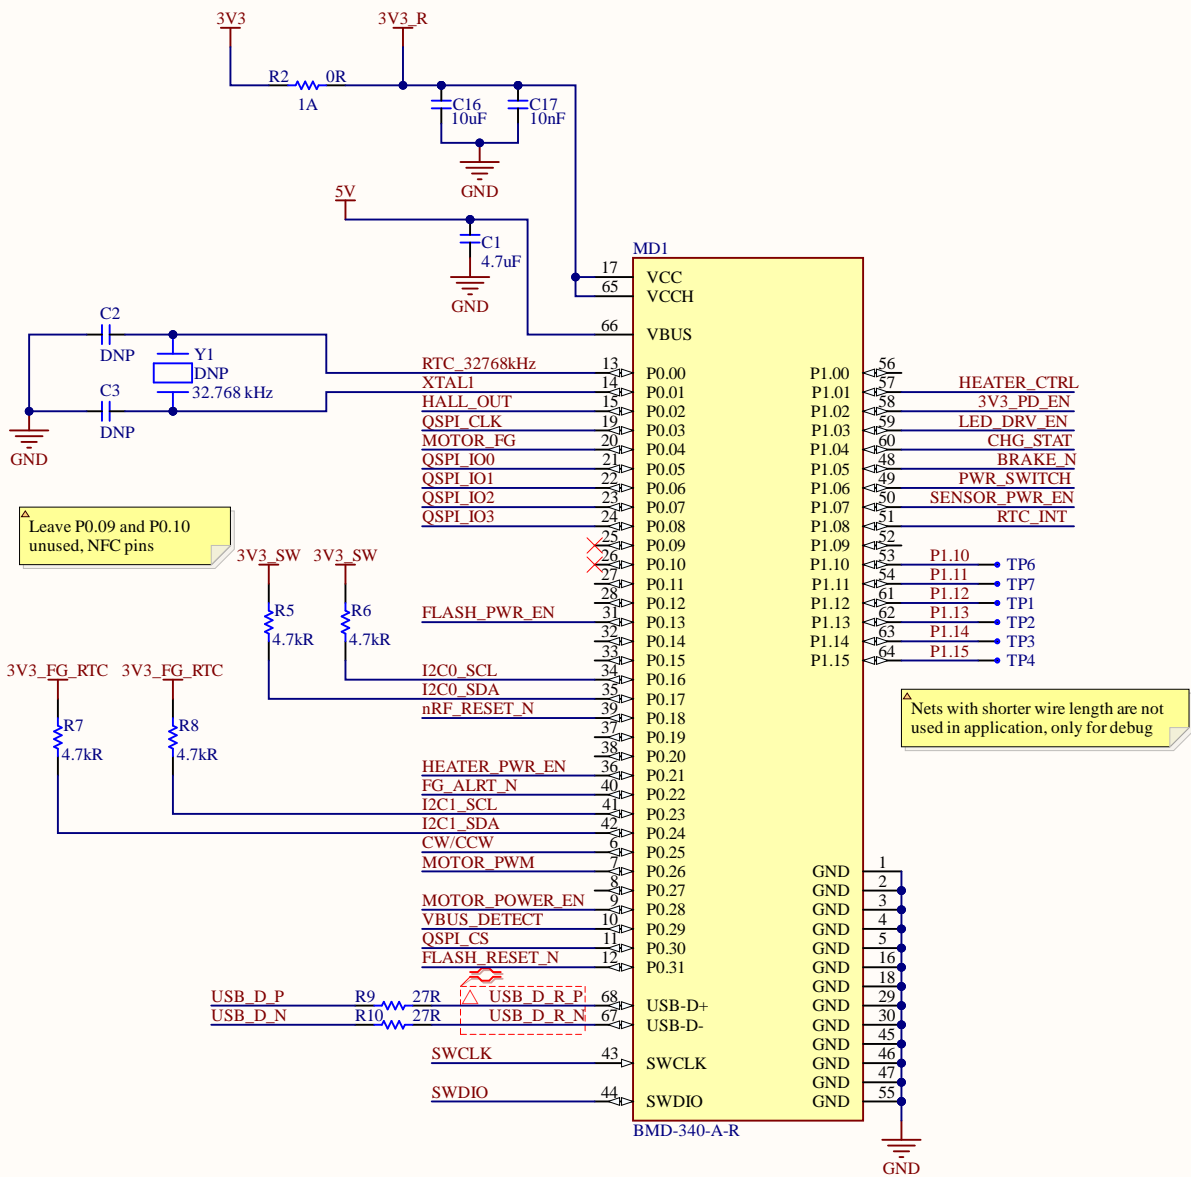 3V3
3V3_R
R2
0R
1A
C16
10uF
C17
10nF
GND
5V
C1
4.7uF
GND
C2
DNP
Y1
DNP
32.768 kHz
C3
DNP
GND
Leave P0.09 and P0.10
unused, NFC pins
3V3_SW
3V3_SW
R5
4.7kR
R6
4.7kR
3V3_FG_RTC
3V3_FG_RTC
R7
4.7kR
R8
4.7kR
MD1
17 VCC
65 VCCH
66 VBUS
RTC_32768kHz 13 P0.00
XTAL1 14 P0.01
HALL_OUT 15 P0.02
QSPI_CLK 19 P0.03
MOTOR_FG 20 P0.04
QSPI_IO0 21 P0.05
QSPI_IO1 22 P0.06
QSPI_IO2 23 P0.07
QSPI_IO3 24 P0.08
25 P0.09
26 P0.10
27 P0.11
28 P0.12
FLASH_PWR_EN 31 P0.13
32 P0.14
33 P0.15
I2C0_SCL 34 P0.16
I2C0_SDA 35 P0.17
nRF_RESET_N 39 P0.18
37 P0.19
38 P0.20
HEATER_PWR_EN 36 P0.21
FG_ALRT_N 40 P0.22
I2C1_SCL 41 P0.23
I2C1_SDA 42 P0.24
CW/CCW 6 P0.25
MOTOR_PWM 7 P0.26
8 P0.27
MOTOR_POWER_EN 9 P0.28
VBUS_DETECT 10 P0.29
QSPI_CS 11 P0.30
FLASH_RESET_N 12 P0.31
USB_D_P R9 27R USB_D_R_P 68 USB-D+
USB_D_N R10 27R USB_D_R_N 67 USB-D-
SWCLK 43 SWCLK
SWDIO 44 SWDIO
BMD-340-A-R
P1.00 56
P1.01 57 HEATER_CTRL
P1.02 58 3V3_PD_EN
P1.03 59 LED_DRV_EN
P1.04 60 CHG_STAT
P1.05 48 BRAKE_N
P1.06 49 PWR_SWITCH
P1.07 50 SENSOR_PWR_EN
P1.08 51 RTC_INT
P1.09 52
P1.10 53 P1.10 TP6
P1.11 54 P1.11 TP7
P1.12 61 P1.12 TP1
P1.13 62 P1.13 TP2
P1.14 63 P1.14 TP3
P1.15 64 P1.15 TP4
Nets with shorter wire length are not
used in application, only for debug
GND 1
GND 2
GND 3
GND 4
GND 5
GND 16
GND 18
GND 29
GND 30
GND 45
GND 46
GND 47
GND 55
GND